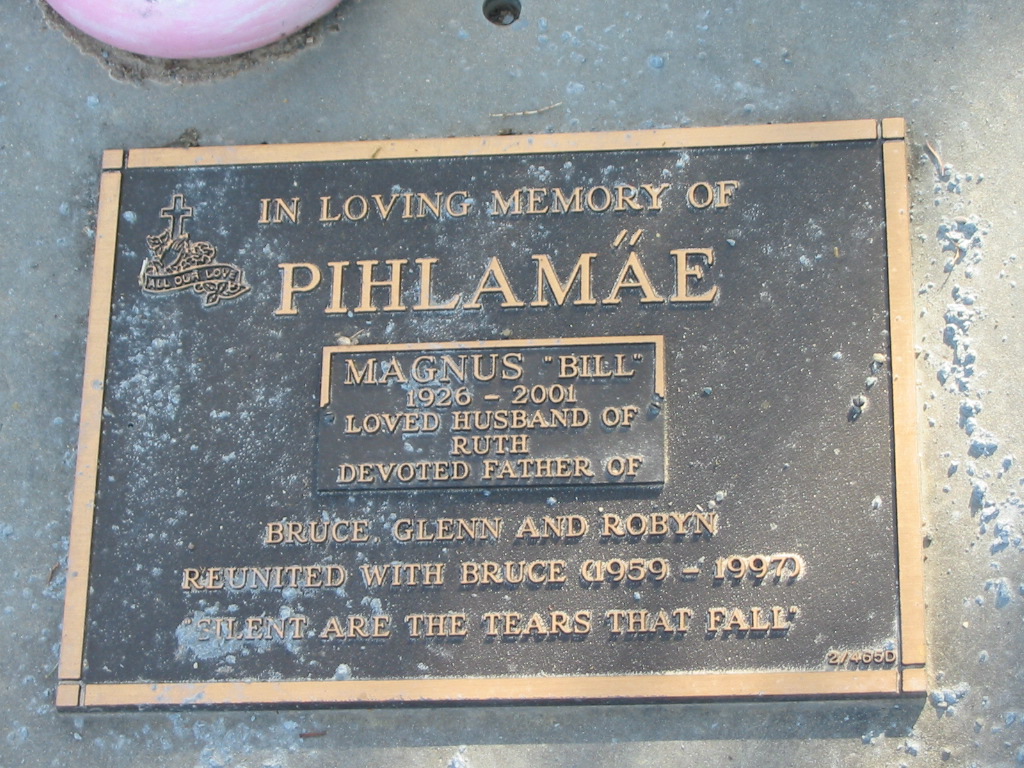 IN LOVING MEMORY OF
ALL OUR LOVE
PIHLAMÄE
MAGNUS "BILL"
1926 - 2001
LOVED HUSBAND OF
RUTH
DEVOTED FATHER OF
BRUCE, GLENN AND ROBYN
REUNITED WITH BRUCE (1959 - 1997)
"SILENT ARE THE TEARS THAT FALL"
2/465D